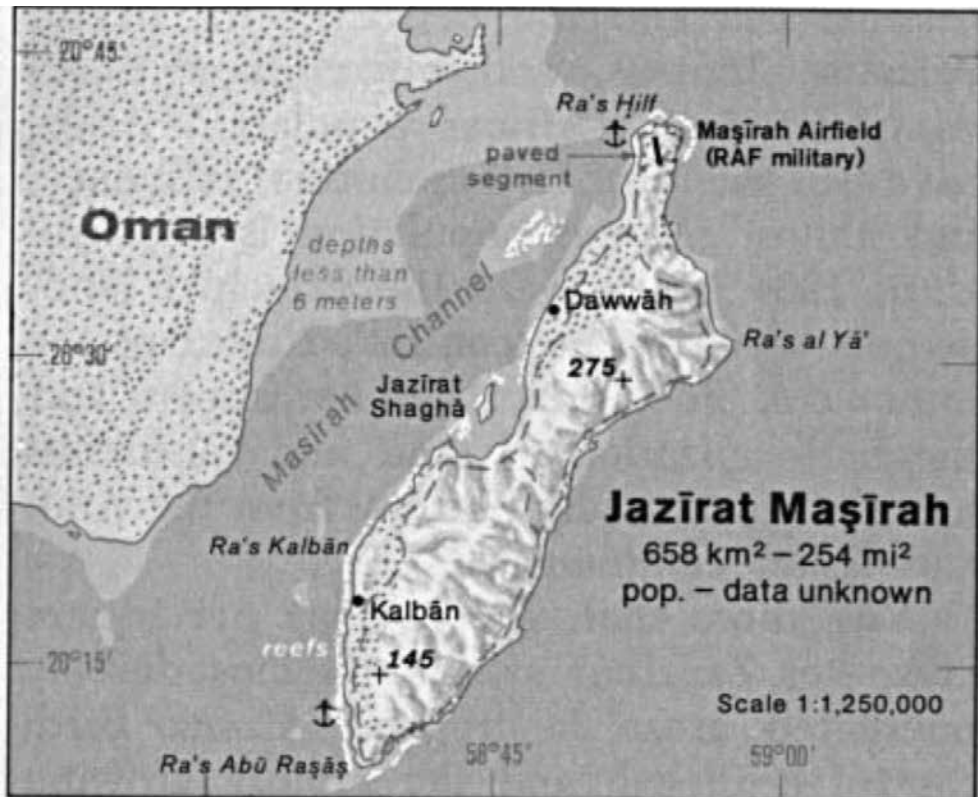 20°45'
Ra's Ḥilf
Maşīrah Airfield
(RAF military)
paved
segment
Oman
depths
less than
6 meters
Masirah Channel
Dawwāh
Ra's al Yā'
20°30'
275
Jazīrat
Shaghā
Jazīrat Maşīrah
658 km² – 254 mi²
pop. – data unknown
Ra's Kalbān
Kalbān
reefs
20°15'
145
Scale 1:1,250,000
Ra's Abū Raşāş
58°45'
59°00'